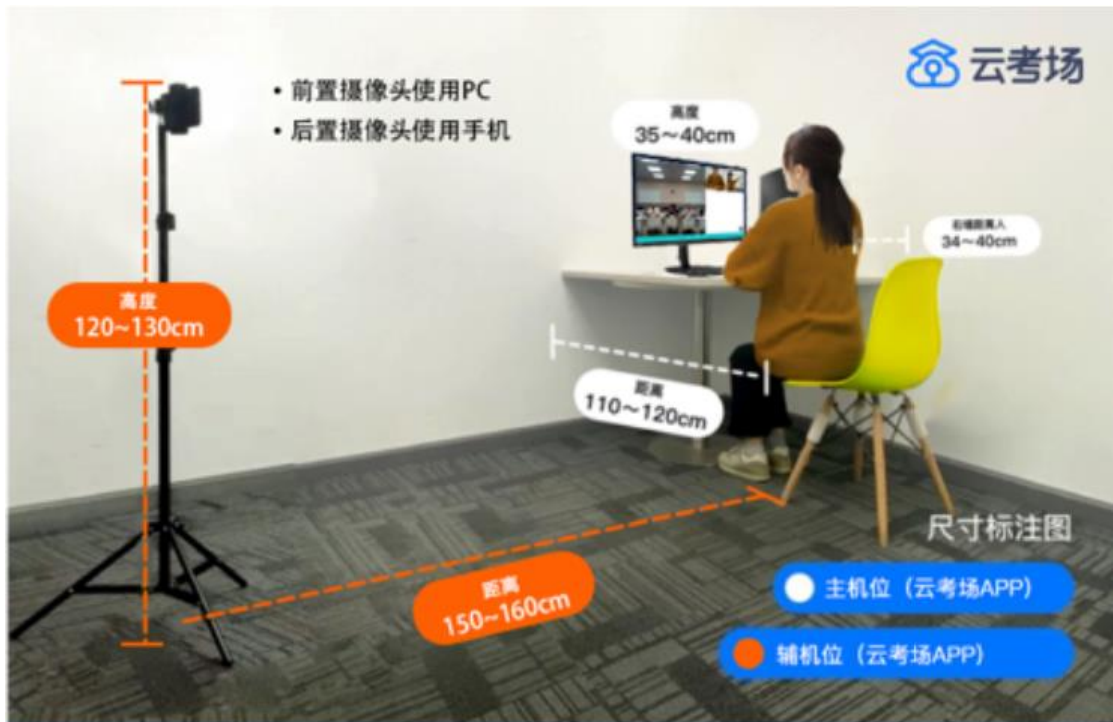 云考场
• 前置摄像头使用PC
• 后置摄像头使用手机
高度
35～40cm
右墙距离人
34～40cm
高度
120~130cm
距离
110～120cm
距离
150~160cm
尺寸标注图
主机位（云考场APP）
辅机位（云考场APP）